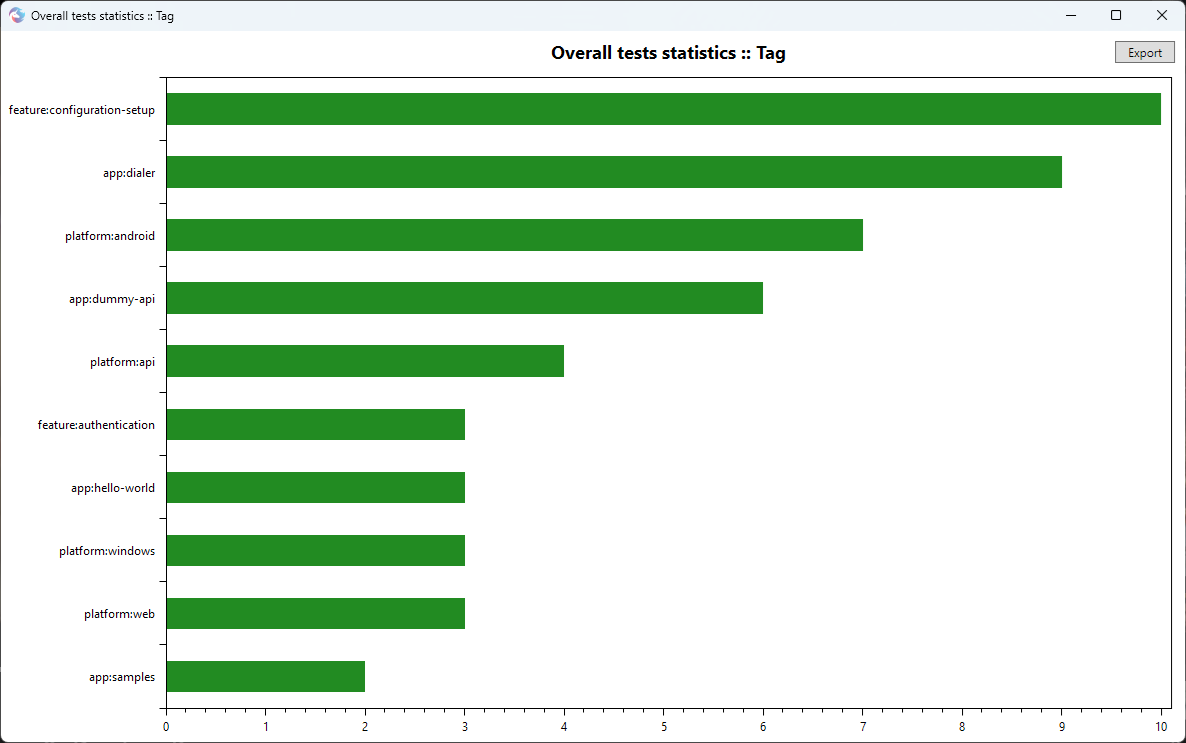 Overall tests statistics :: Tag
Overall tests statistics :: Tag
Export
feature:configuration-setup
app:dialer
platform:android
app:dummy-api
platform:api
feature:authentication
app:hello-world
platform:windows
platform:web
app:samples
0 1 2 3 4 5 6 7 8 9 10